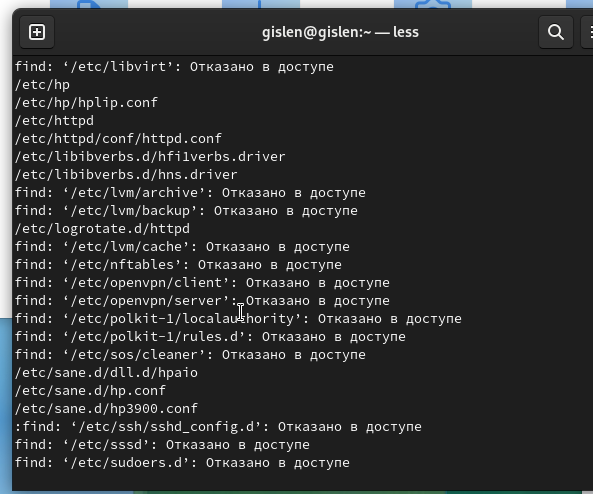 gislen@gislen:~ — less
find: ‘/etc/libvirt’: Отказано в доступе
/etc/hp
/etc/hp/hplip.conf
/etc/httpd
/etc/httpd/conf/httpd.conf
/etc/libibverbs.d/hfi1verbs.driver
/etc/libibverbs.d/hns.driver
find: ‘/etc/lvm/archive’: Отказано в доступе
find: ‘/etc/lvm/backup’: Отказано в доступе
/etc/logrotate.d/httpd
find: ‘/etc/lvm/cache’: Отказано в доступе
find: ‘/etc/nftables’: Отказано в доступе
find: ‘/etc/openvpn/client’: Отказано в доступе
find: ‘/etc/openvpn/server’: Отказано в доступе
find: ‘/etc/polkit-1/localauthority’: Отказано в доступе
find: ‘/etc/polkit-1/rules.d’: Отказано в доступе
find: ‘/etc/sos/cleaner’: Отказано в доступе
/etc/sane.d/dll.d/hpaio
/etc/sane.d/hp.conf
/etc/sane.d/hp3900.conf
:find: ‘/etc/ssh/sshd_config.d’: Отказано в доступе
find: ‘/etc/sssd’: Отказано в доступе
find: ‘/etc/sudoers.d’: Отказано в доступе